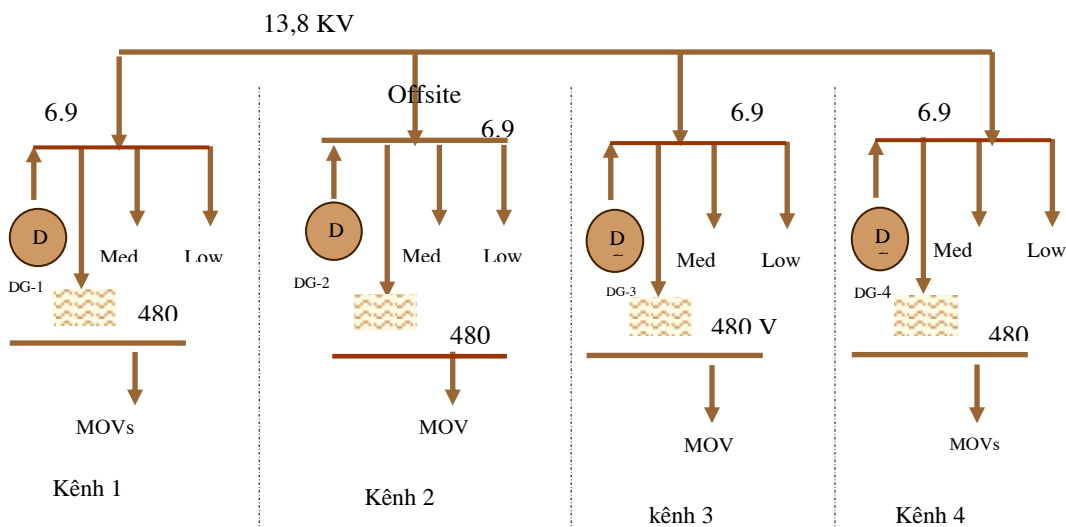 13,8 KV
Offsite
6.9
6.9
6.9
6.9
D
D
D
D
Med
Low
Med
Low
Med
Low
Med
Low
DG-1
DG-2
DG-3
DG-4
480
480
480 V
480
MOVs
MOV
MOV
MOVs
Kênh 1
Kênh 2
kênh 3
Kênh 4